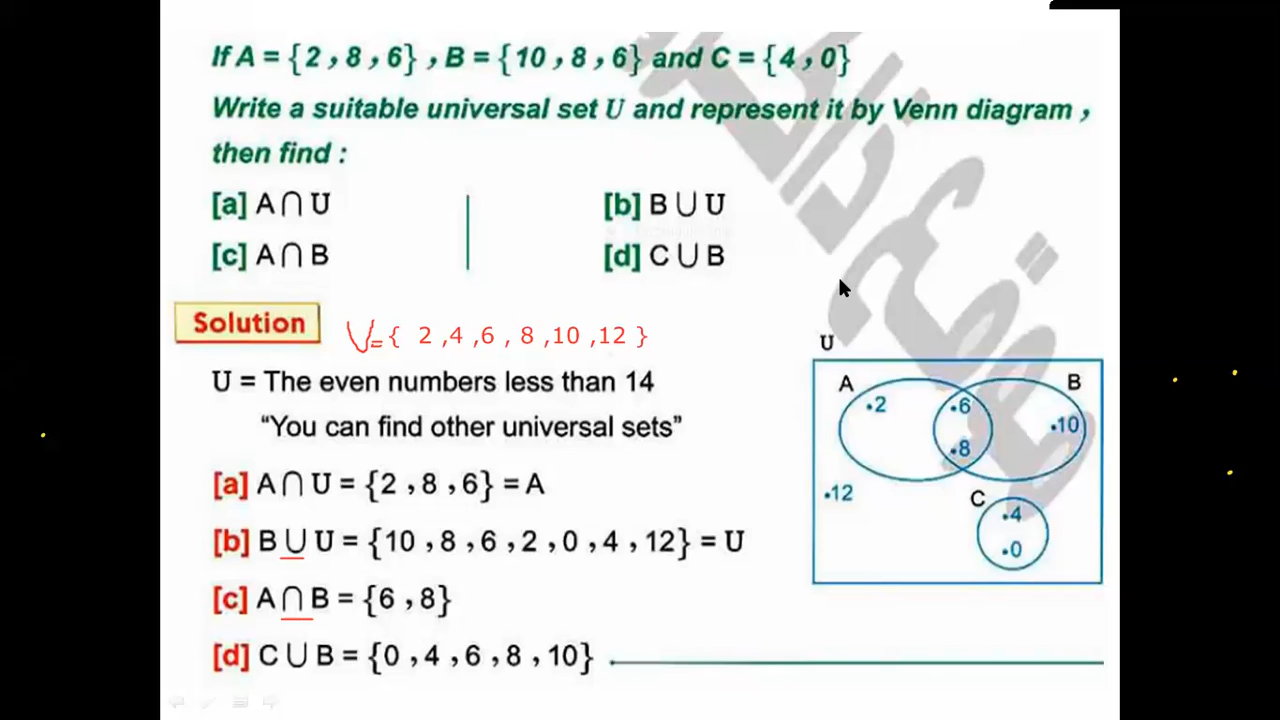 If A = {2 , 8 , 6} , B = {10 , 8 , 6} and C = {4 , 0}
Write a suitable universal set U and represent it by Venn diagram ,
then find :
[a] A ∩ U
[b] B ∪ U
[c] A ∩ B
[d] C ∪ B
Solution
U = { 2 ,4 ,6 , 8 ,10 ,12 }
U = The even numbers less than 14
“You can find other universal sets”
[a] A ∩ U = {2 , 8 , 6} = A
[b] B ∪ U = {10 , 8 , 6 , 2 , 0 , 4 , 12} = U
[c] A ∩ B = {6 , 8}
[d] C ∪ B = {0 , 4 , 6 , 8 , 10}
U
A
B
•2
•6
•10
•8
•12
C
•4
•0